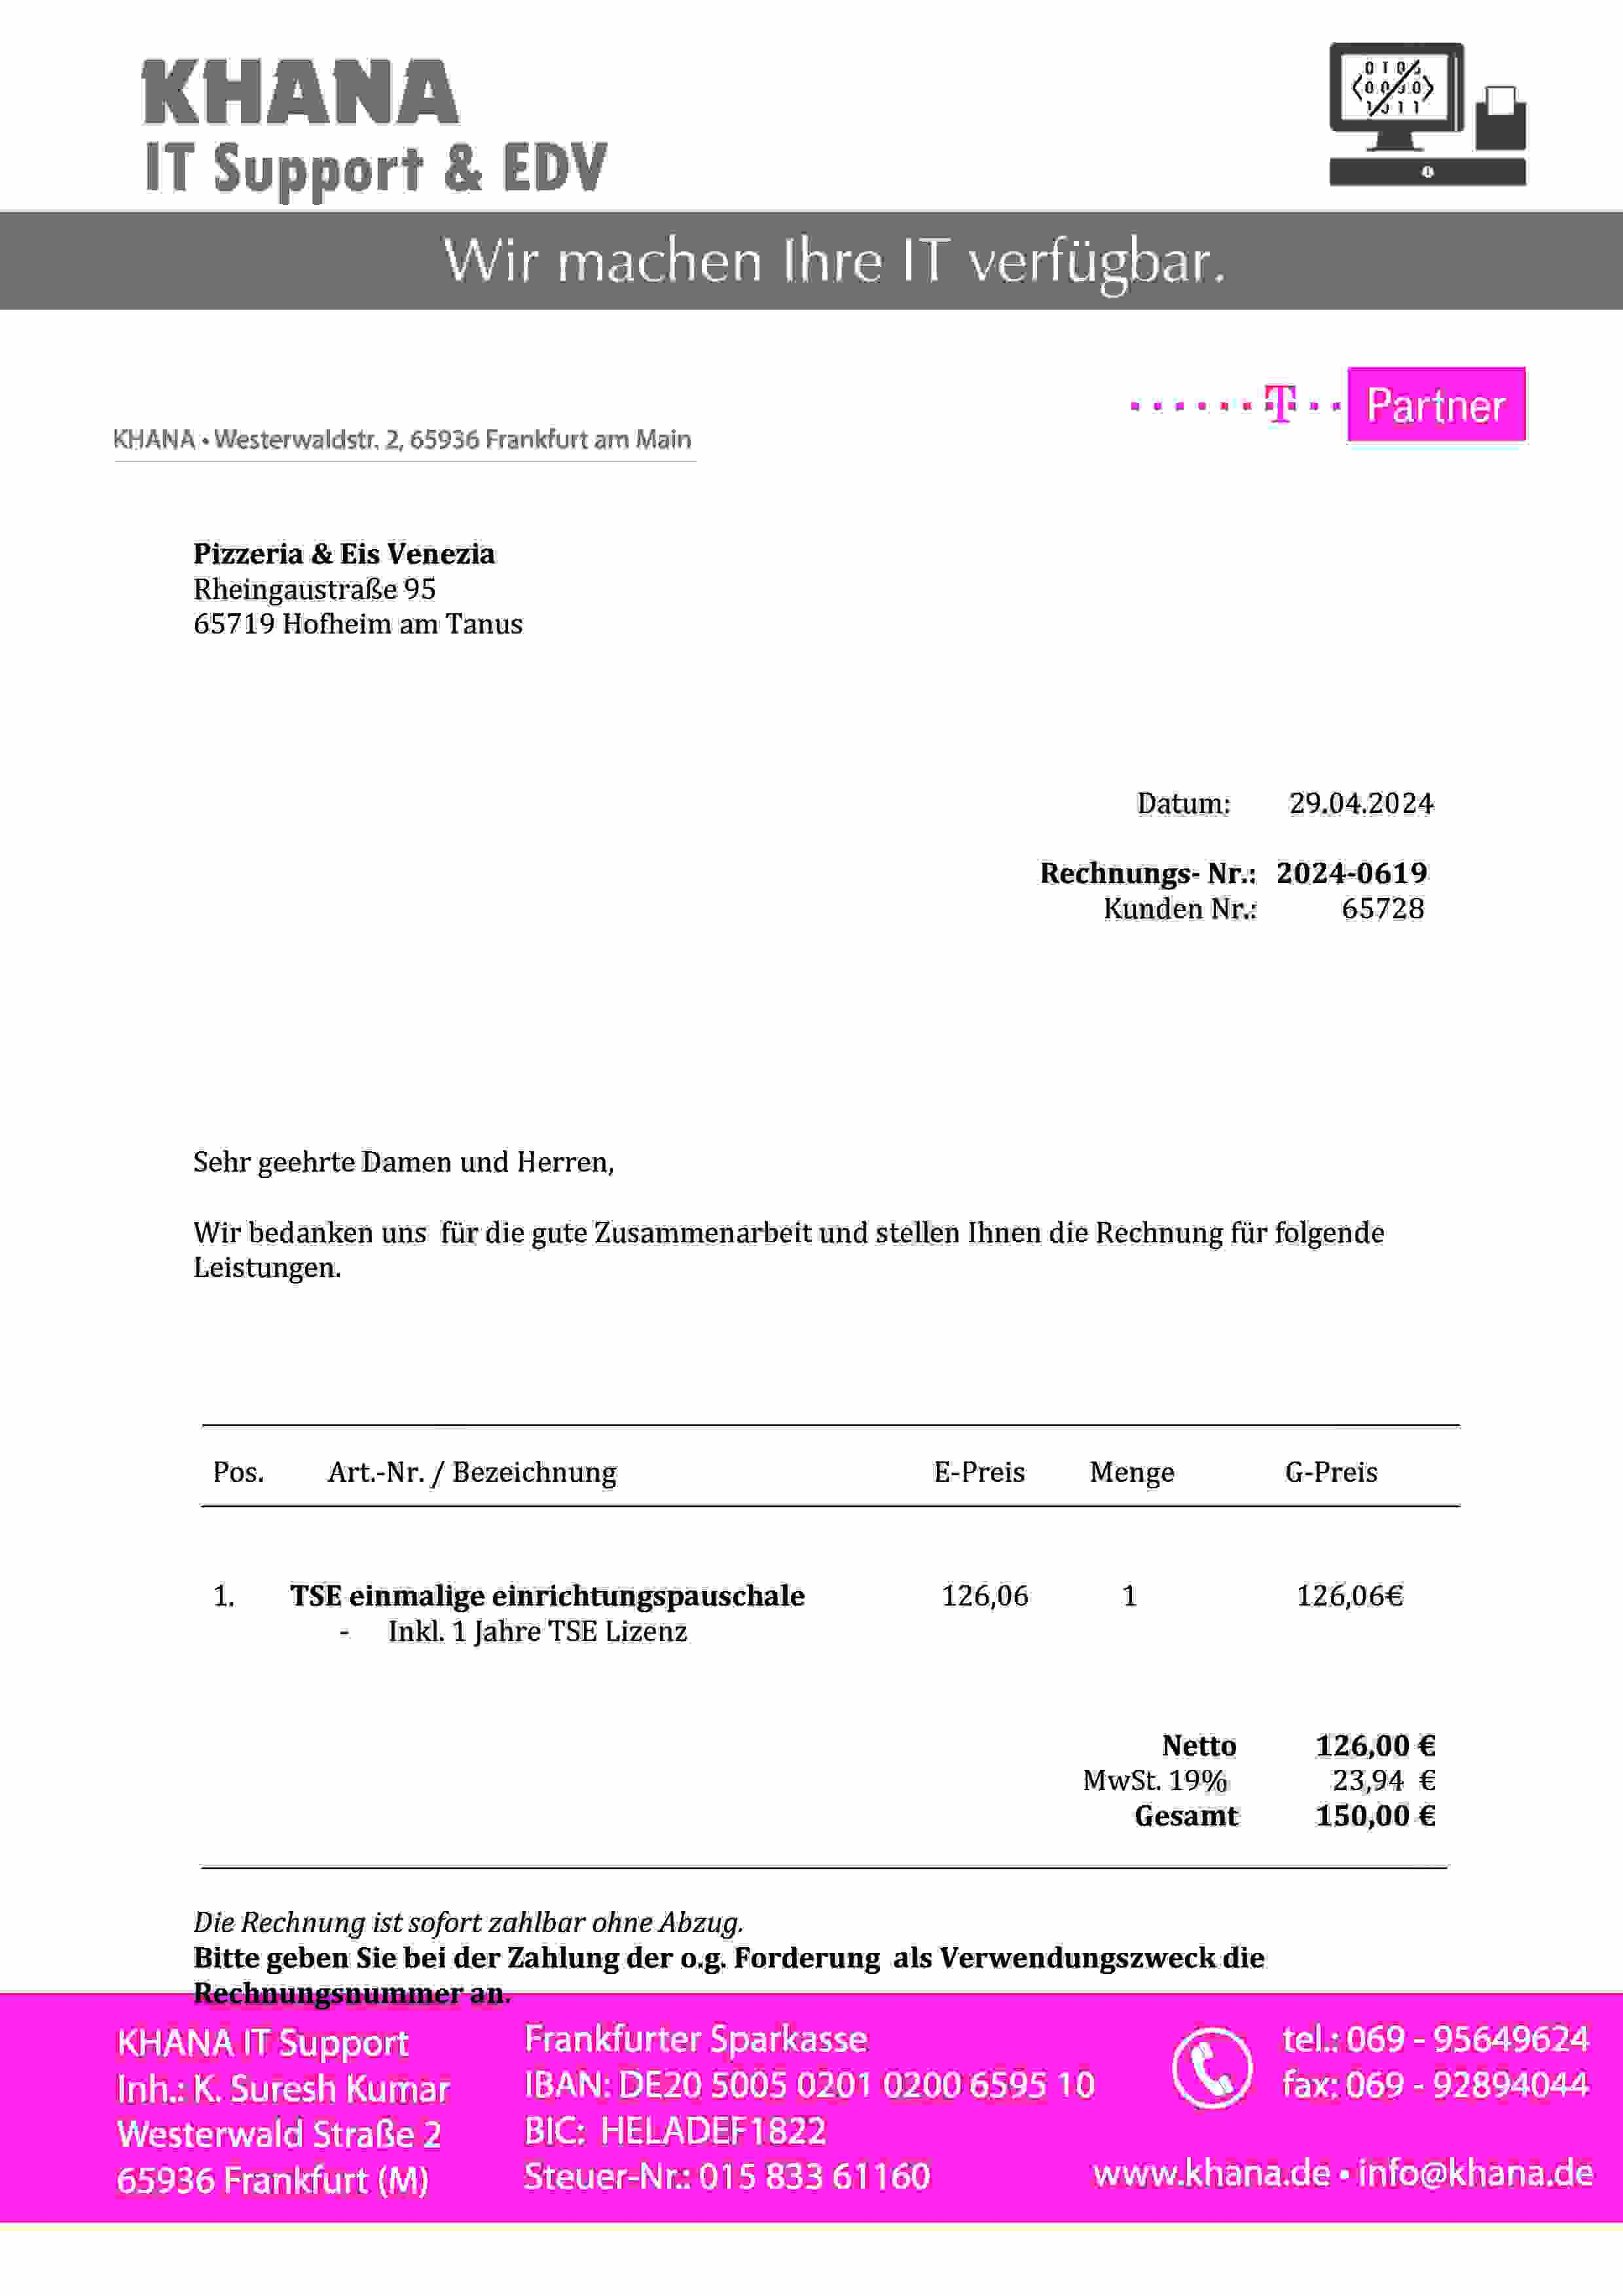 KHANA
IT Support & EDV
Wir machen Ihre IT verfügbar.
T Partner
KHANA • Westerwaldstr. 2, 65936 Frankfurt am Main
Pizzeria & Eis Venezia
Rheingaustraße 95
65719 Hofheim am Tanus
Datum: 29.04.2024
Rechnungs- Nr.: 2024-0619
Kunden Nr.: 65728
Sehr geehrte Damen und Herren,
Wir bedanken uns für die gute Zusammenarbeit und stellen Ihnen die Rechnung für folgende
Leistungen.
Pos. Art.-Nr. / Bezeichnung E-Preis Menge G-Preis
1. TSE einmalige einrichtungspauschale 126,06 1 126,06€
- Inkl. 1 Jahre TSE Lizenz
Netto 126,00 €
MwSt. 19% 23,94 €
Gesamt 150,00 €
Die Rechnung ist sofort zahlbar ohne Abzug.
Bitte geben Sie bei der Zahlung der o.g. Forderung als Verwendungszweck die
Rechnungsnummer an.
KHANA IT Support
Inh.: K. Suresh Kumar
Westerwald Straße 2
65936 Frankfurt (M)
Frankfurter Sparkasse
IBAN: DE20 5005 0201 0200 6595 10
BIC: HELADEF1822
Steuer-Nr.: 015 833 61160
tel.: 069 - 95649624
fax: 069 - 92894044
www.khana.de • info@khana.de